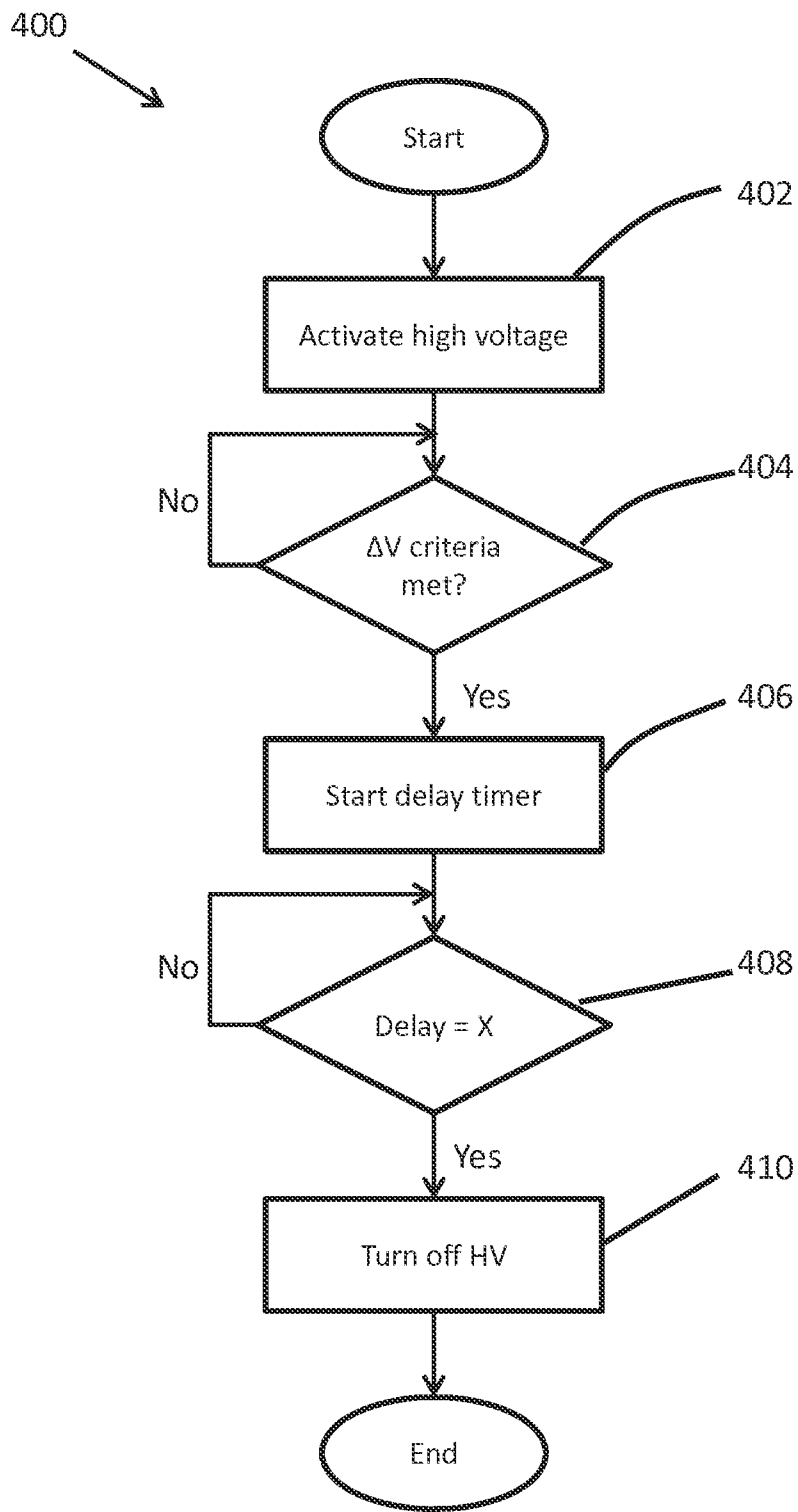 400
Start
402
Activate high voltage
404
No
ΔV criteria
met?
Yes
406
Start delay timer
No
408
Delay = X
Yes
410
Turn off HV
End